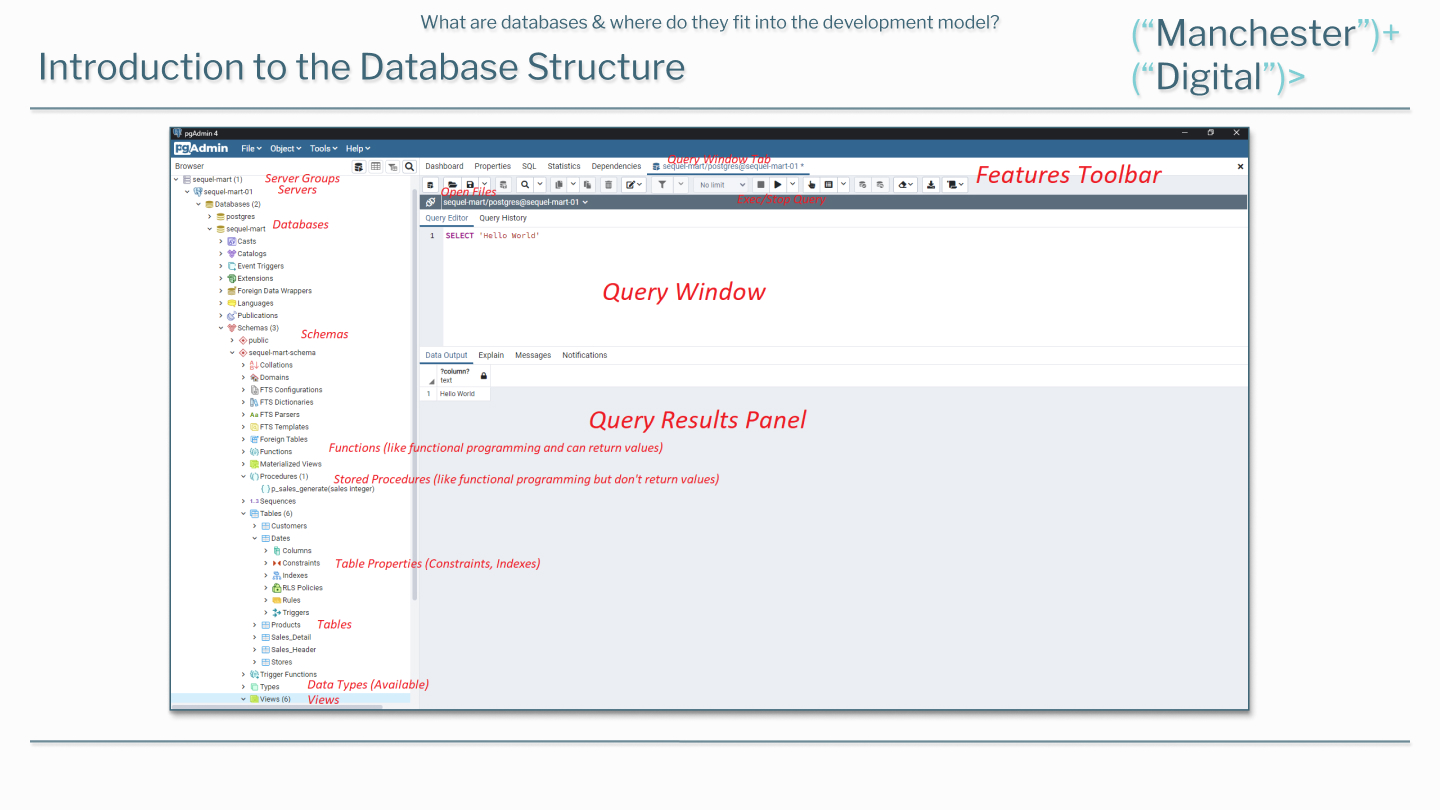 What are databases & where do they fit into the development model?
Introduction to the Database Structure
(“Manchester”)+
(“Digital”)>
pgAdmin 4
pgAdmin File Object Tools Help
Browser
Dashboard Properties SQL Statistics Dependencies sequel-mart/postgres@sequel-mart-01 *
Query Window Tab
Features Toolbar
No limit
Open Files
Exec/Stop Query
sequel-mart/postgres@sequel-mart-01
Query Editor Query History
1 SELECT 'Hello World'
Query Window
Data Output Explain Messages Notifications
?column?
text
1 Hello World
Query Results Panel
sequel-mart (1)
Server Groups
sequel-mart-01
Servers
Databases (2)
postgres
sequel-mart
Databases
Casts
Catalogs
Event Triggers
Extensions
Foreign Data Wrappers
Languages
Publications
Schemas (3)
Schemas
public
sequel-mart-schema
Collations
Domains
FTS Configurations
FTS Dictionaries
Aa FTS Parsers
FTS Templates
Foreign Tables
Functions
Functions (like functional programming and can return values)
Materialized Views
Procedures (1)
Stored Procedures (like functional programming but don't return values)
p_sales_generate(sales integer)
1..3 Sequences
Tables (6)
Customers
Dates
Columns
Constraints
Table Properties (Constraints, Indexes)
Indexes
RLS Policies
Rules
Triggers
Products
Tables
Sales_Detail
Sales_Header
Stores
Trigger Functions
Types
Data Types (Available)
Views (6)
Views